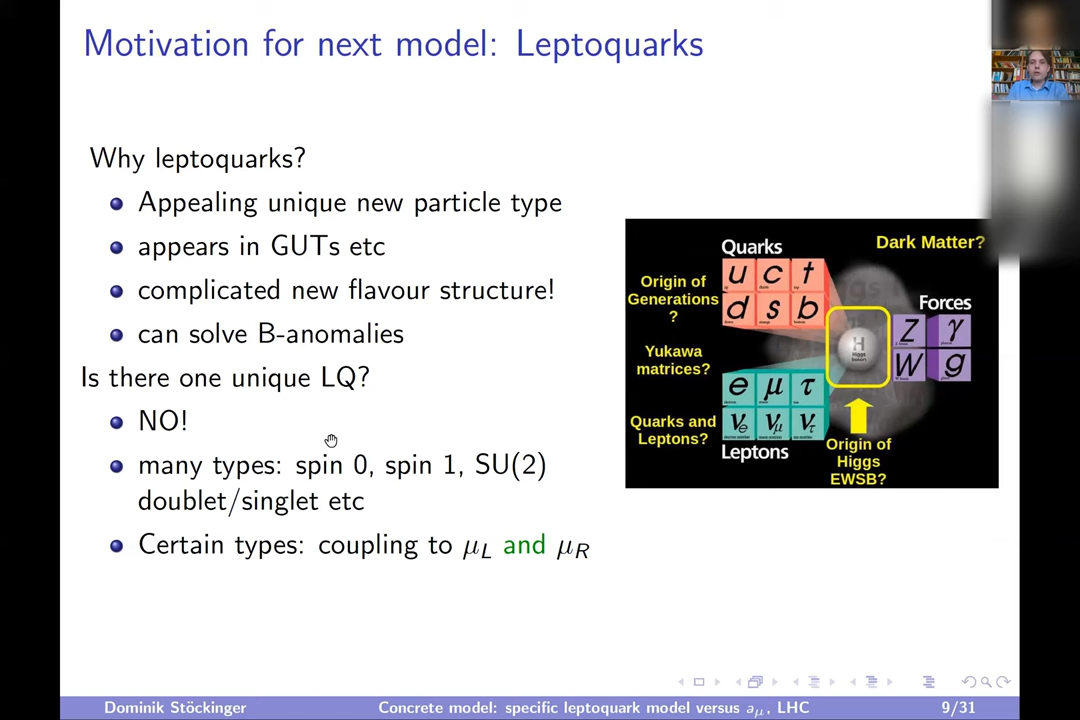 Motivation for next model: Leptoquarks
Why leptoquarks?
Appealing unique new particle type
appears in GUTs etc
complicated new flavour structure!
can solve B-anomalies
Is there one unique LQ?
NO!
many types: spin 0, spin 1, SU(2)
doublet/singlet etc
Certain types: coupling to μL and μR
Quarks
Dark Matter?
u c t
Origin of
Generations
?
d s b
Forces
Z γ
H
Higgs
boson
Yukawa
matrices?
W g
e μ τ
Quarks and
Leptons?
νe νμ ντ
Leptons
Origin of
Higgs
EWSB?
Dominik Stöckinger
Concrete model: specific leptoquark model versus aμ, LHC
9/31